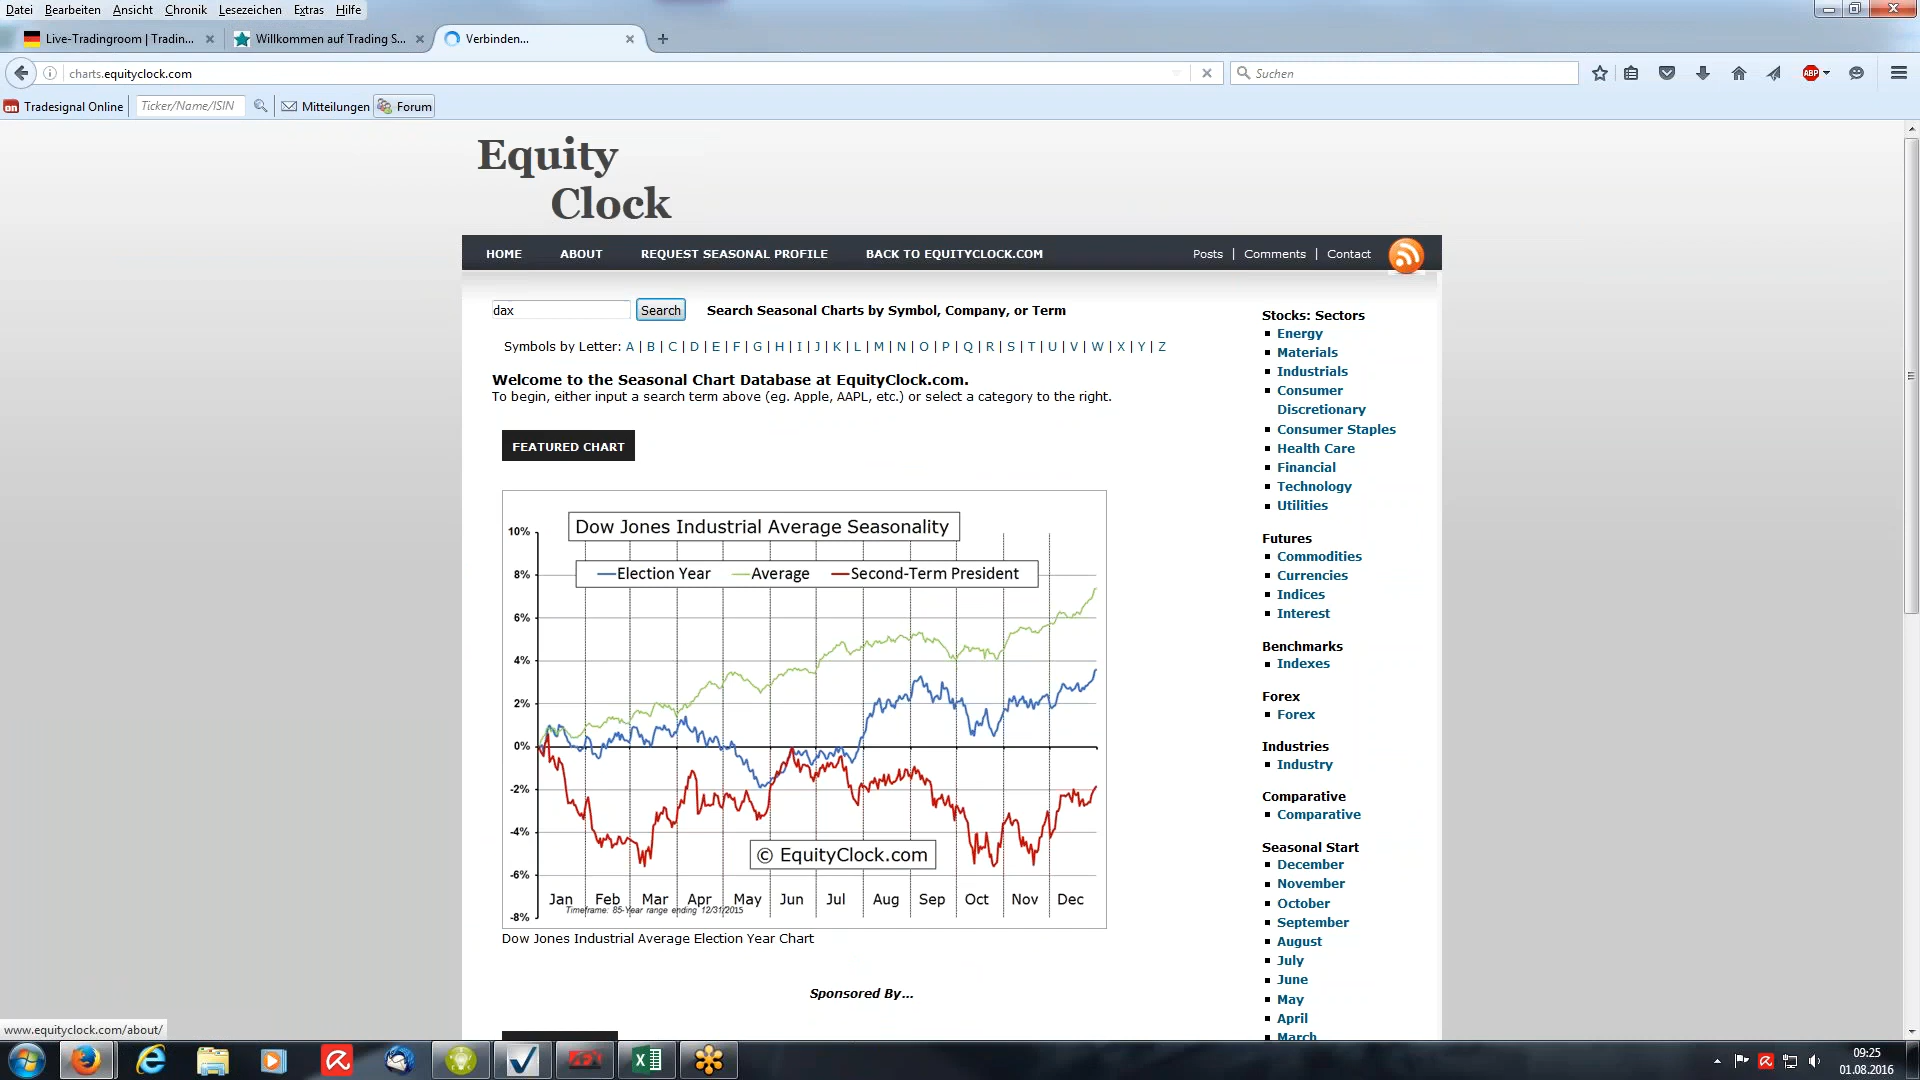 Datei Bearbeiten Ansicht Chronik Lesezeichen Extras Hilfe
Live-Tradingroom | Tradin...
Willkommen auf Trading S...
Verbinden...
charts.equityclock.com
Suchen
ABP
on Tradesignal Online
Ticker/Name/ISIN
Mitteilungen
Forum
Equity
Clock
HOME ABOUT REQUEST SEASONAL PROFILE BACK TO EQUITYCLOCK.COM
Posts | Comments | Contact
dax
Search
Search Seasonal Charts by Symbol, Company, or Term
Symbols by Letter: A | B | C | D | E | F | G | H | I | J | K | L | M | N | O | P | Q | R | S | T | U | V | W | X | Y | Z
Welcome to the Seasonal Chart Database at EquityClock.com.
To begin, either input a search term above (eg. Apple, AAPL, etc.) or select a category to the right.
FEATURED CHART
Dow Jones Industrial Average Seasonality
Election Year Average Second-Term President
10%
8%
6%
4%
2%
0%
-2%
-4%
-6%
-8%
© EquityClock.com
Jan Feb Mar Apr May Jun Jul Aug Sep Oct Nov Dec
Timeframe: 85-Year range ending 12/31/2015
Dow Jones Industrial Average Election Year Chart
Sponsored By...
Stocks: Sectors
Energy
Materials
Industrials
Consumer
Discretionary
Consumer Staples
Health Care
Financial
Technology
Utilities
Futures
Commodities
Currencies
Indices
Interest
Benchmarks
Indexes
Forex
Forex
Industries
Industry
Comparative
Comparative
Seasonal Start
December
November
October
September
August
July
June
May
April
March
www.equityclock.com/about/
09:25
01.08.2016